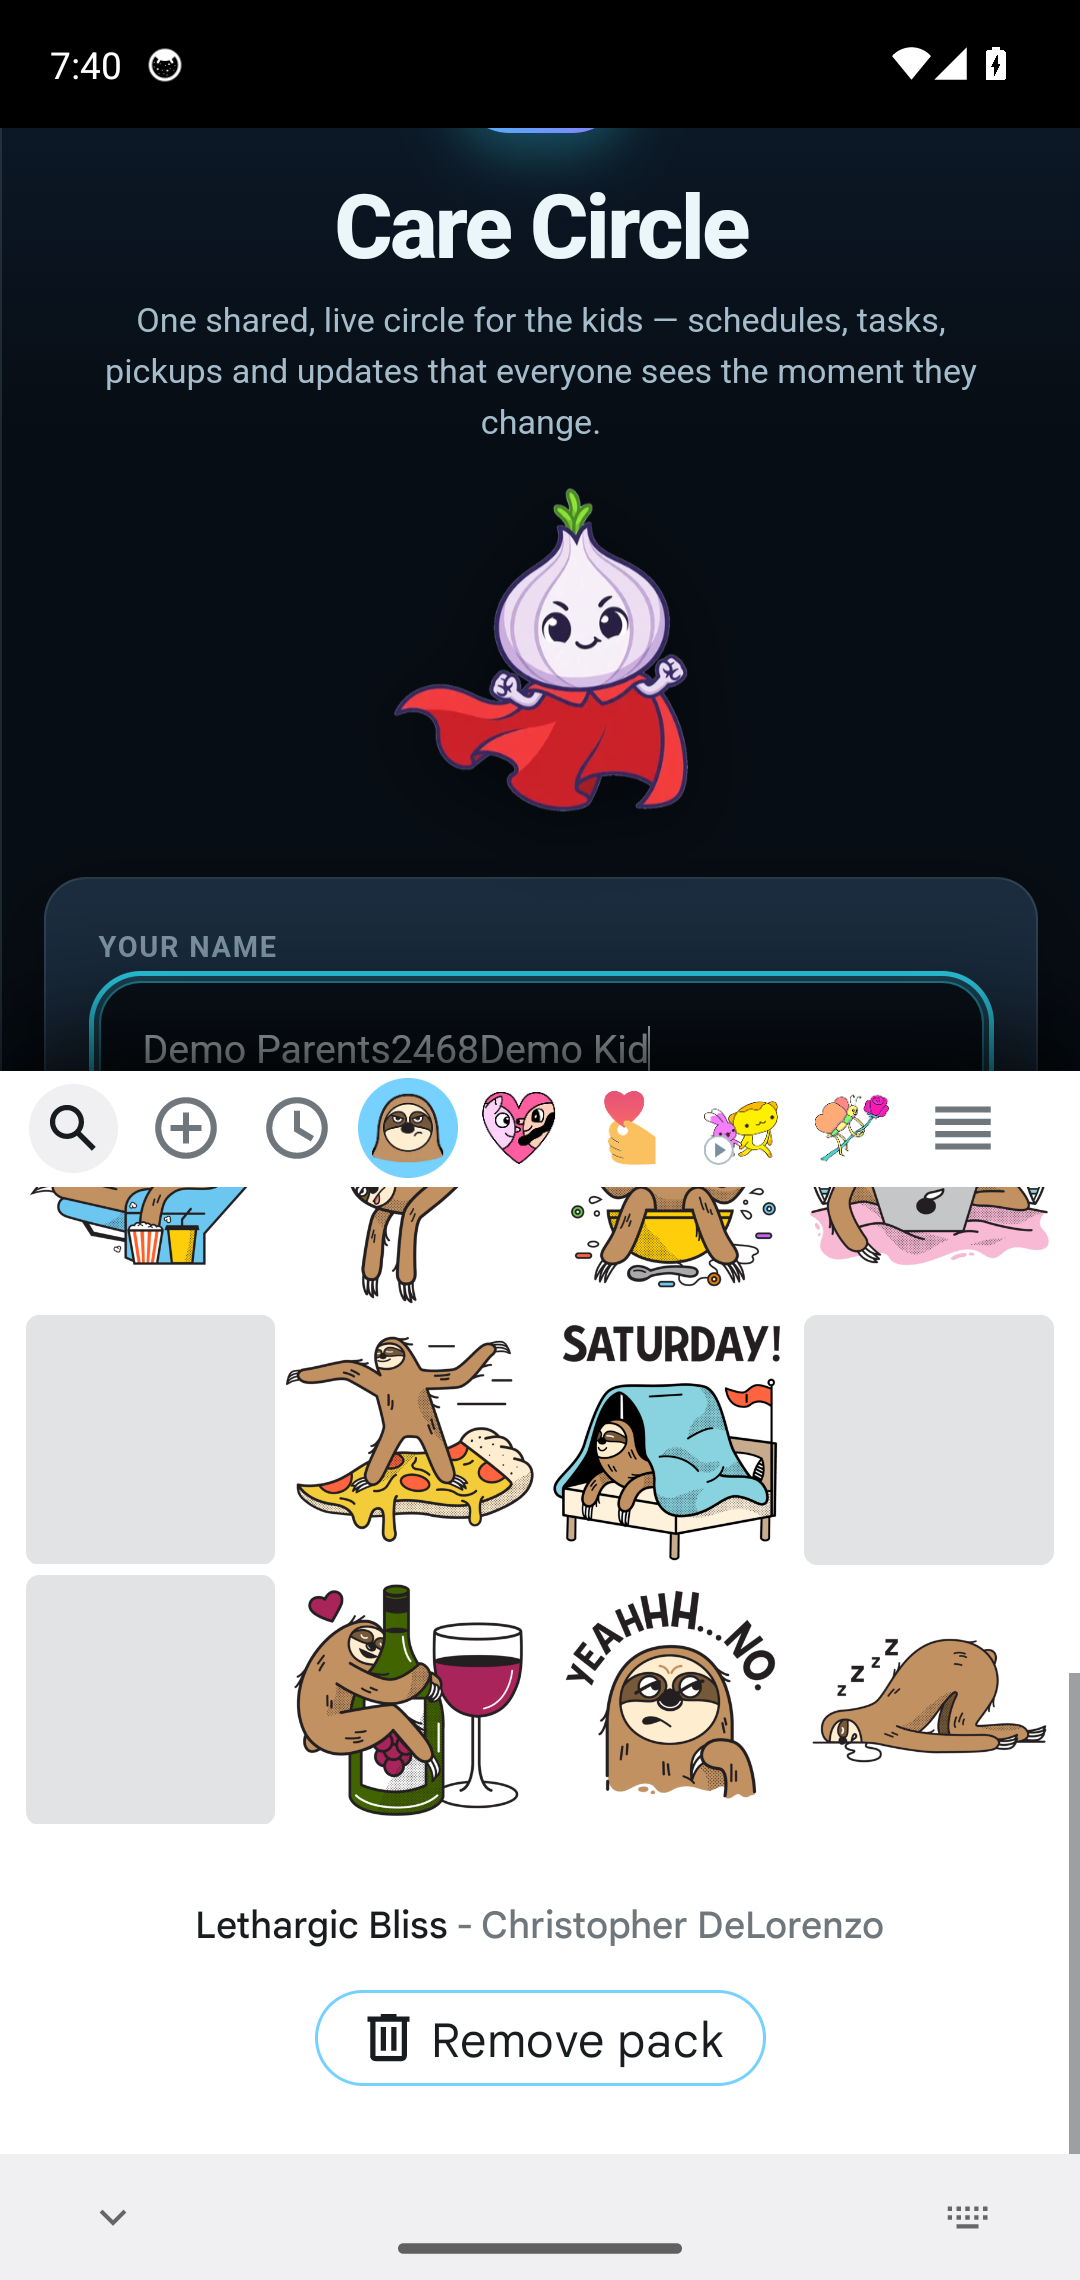 7:40
Care Circle
One shared, live circle for the kids — schedules, tasks,
pickups and updates that everyone sees the moment they
change.
YOUR NAME
Demo Parents2468Demo Kid
SATURDAY!
YEAHHH...NO.
z z z z
Lethargic Bliss - Christopher DeLorenzo
Remove pack